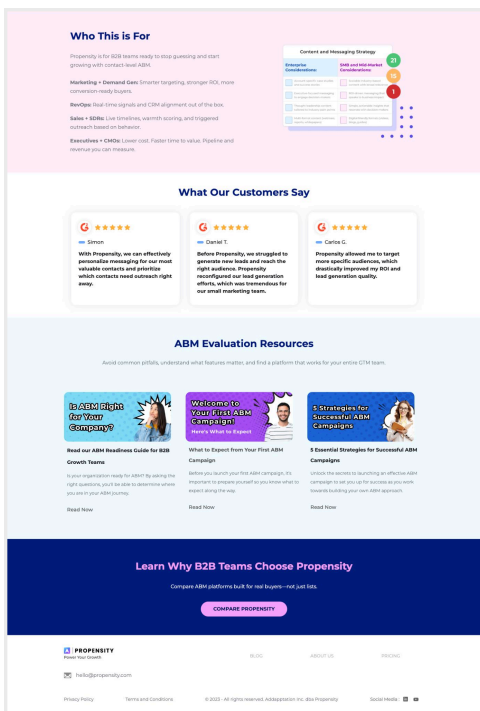 Who This is For
Propensity is for B2B teams ready to stop guessing and start
growing with contact-level ABM.
Marketing + Demand Gen: Smarter targeting, stronger ROI, more
conversion-ready buyers.
RevOps: Real-time signals and CRM alignment out of the box.
Sales + SDRs: Live timelines, warmth scoring, and triggered
outreach based on behavior.
Executives + CMOs: Lower cost. Faster time to value. Pipeline and
revenue you can measure.
Content and Messaging Strategy
Enterprise
Considerations:
SMB and Mid-Market
Considerations
21
15
1
What Our Customers Say
Simon
With Propensity, we can effectively
personalize messaging for our most
valuable contacts and prioritize
which contacts need outreach right
away.
Daniel T.
Before Propensity, we struggled to
generate new leads and reach the
right audience. Propensity
reconfigured our lead generation
efforts, which was tremendous for
our small marketing team.
Carlos G.
Propensity allowed me to target
more specific audiences, which
drastically improved my ROI and
lead generation quality.
ABM Evaluation Resources
Avoid common pitfalls, understand what features matter, and find a platform that works for your entire GTM team.
Is ABM Right
for Your
Company?
Read our ABM Readiness Guide for B2B
Growth Teams
Is your organization ready for ABM? By asking the
right questions, you'll be able to determine where
you are in your ABM journey.
Read Now
Welcome to
Your First ABM
Campaign!
Here's What to Expect
What to Expect from Your First ABM
Campaign
Before you launch your first ABM campaign, it's
important to prepare yourself so you know what to
expect along the way.
Read Now
5 Strategies for
Successful ABM
Campaigns
5 Essential Strategies for Successful ABM
Campaigns
Unlock the secrets to launching an effective ABM
campaign to set you up for success as you work
towards building your own ABM approach.
Read Now
Learn Why B2B Teams Choose Propensity
Compare ABM platforms built for real buyers—not just lists.
COMPARE PROPENSITY
PROPENSITY
Power Your Growth
BLOG
ABOUT US
PRICING
hello@propensity.com
Privacy Policy
Terms and Conditions
© 2025 - All rights reserved. Addapptation Inc. dba Propensity
Social Media :